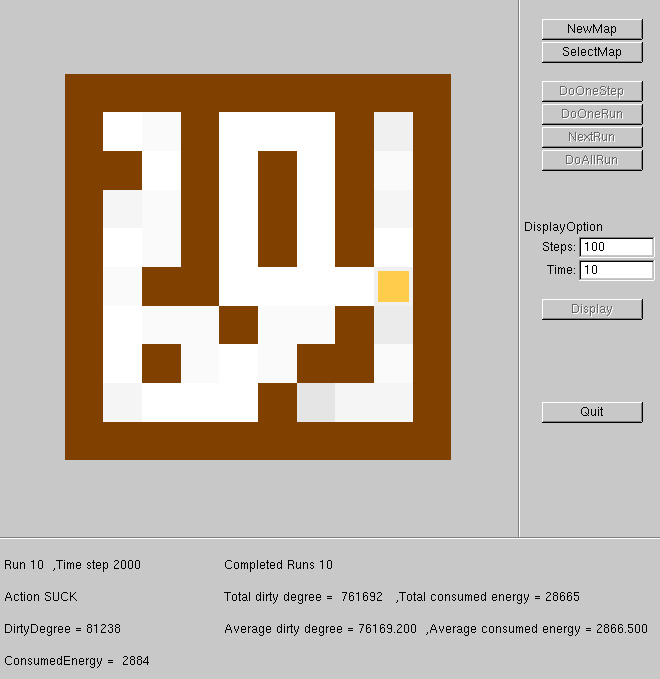 NewMap
SelectMap
DoOneStep
DoOneRun
NextRun
DoAllRun
DisplayOption
Steps: 100
Time: 10
Display
Quit
Run 10 ,Time step 2000 Completed Runs 10
Action SUCK Total dirty degree = 761692 ,Total consumed energy = 28665
DirtyDegree = 81238 Average dirty degree = 76169.200 ,Average consumed energy = 2866.500
ConsumedEnergy = 2884